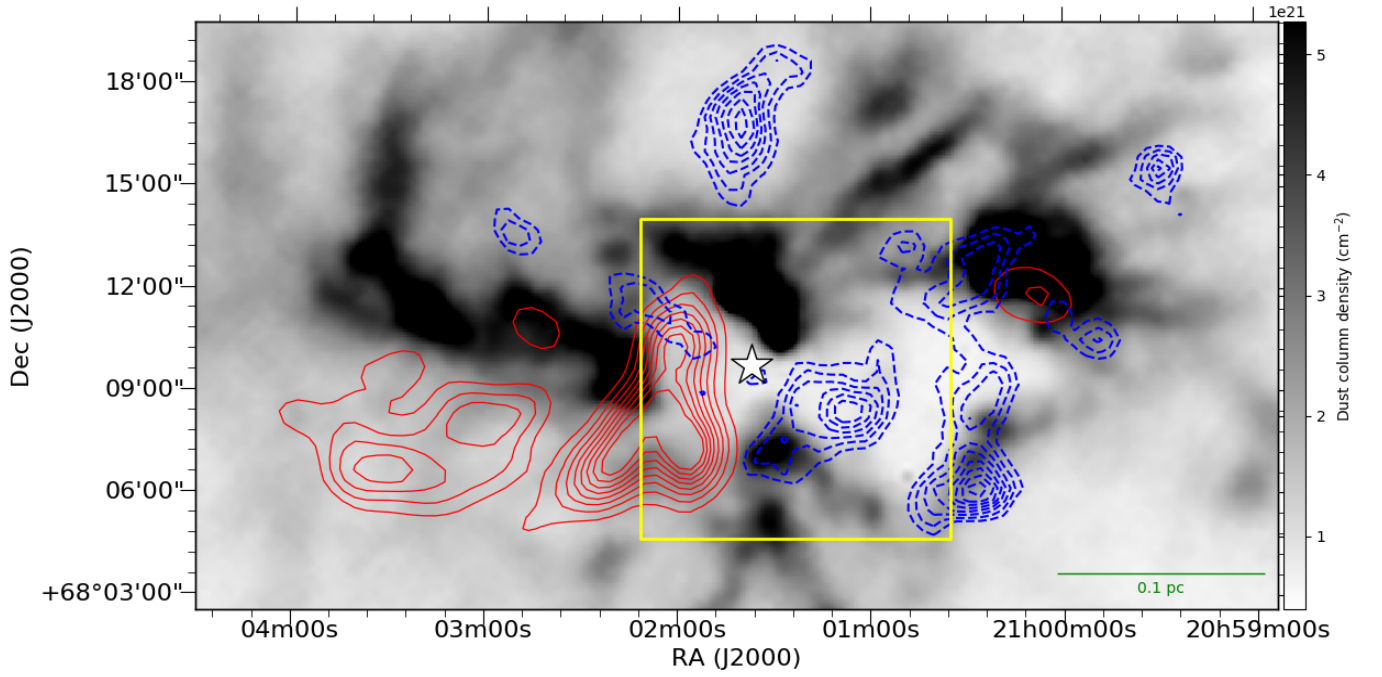 1e21
18'00"
15'00"
12'00"
09'00"
06'00"
+68°03'00"
Dec (J2000)
5
4
3
2
1
Dust column density (cm⁻²)
0.1 pc
04m00s 03m00s 02m00s 01m00s 21h00m00s 20h59m00s
RA (J2000)